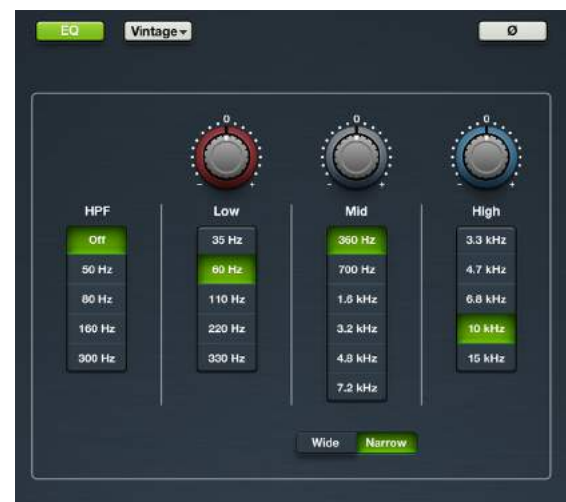 EQ Vintage Ø
0 0 0
- + - + - +
HPF Low Mid High
Off 35 Hz 360 Hz 3.3 kHz
50 Hz 60 Hz 700 Hz 4.7 kHz
80 Hz 110 Hz 1.6 kHz 6.8 kHz
160 Hz 220 Hz 3.2 kHz 10 kHz
300 Hz 330 Hz 4.8 kHz 15 kHz
7.2 kHz
Wide Narrow